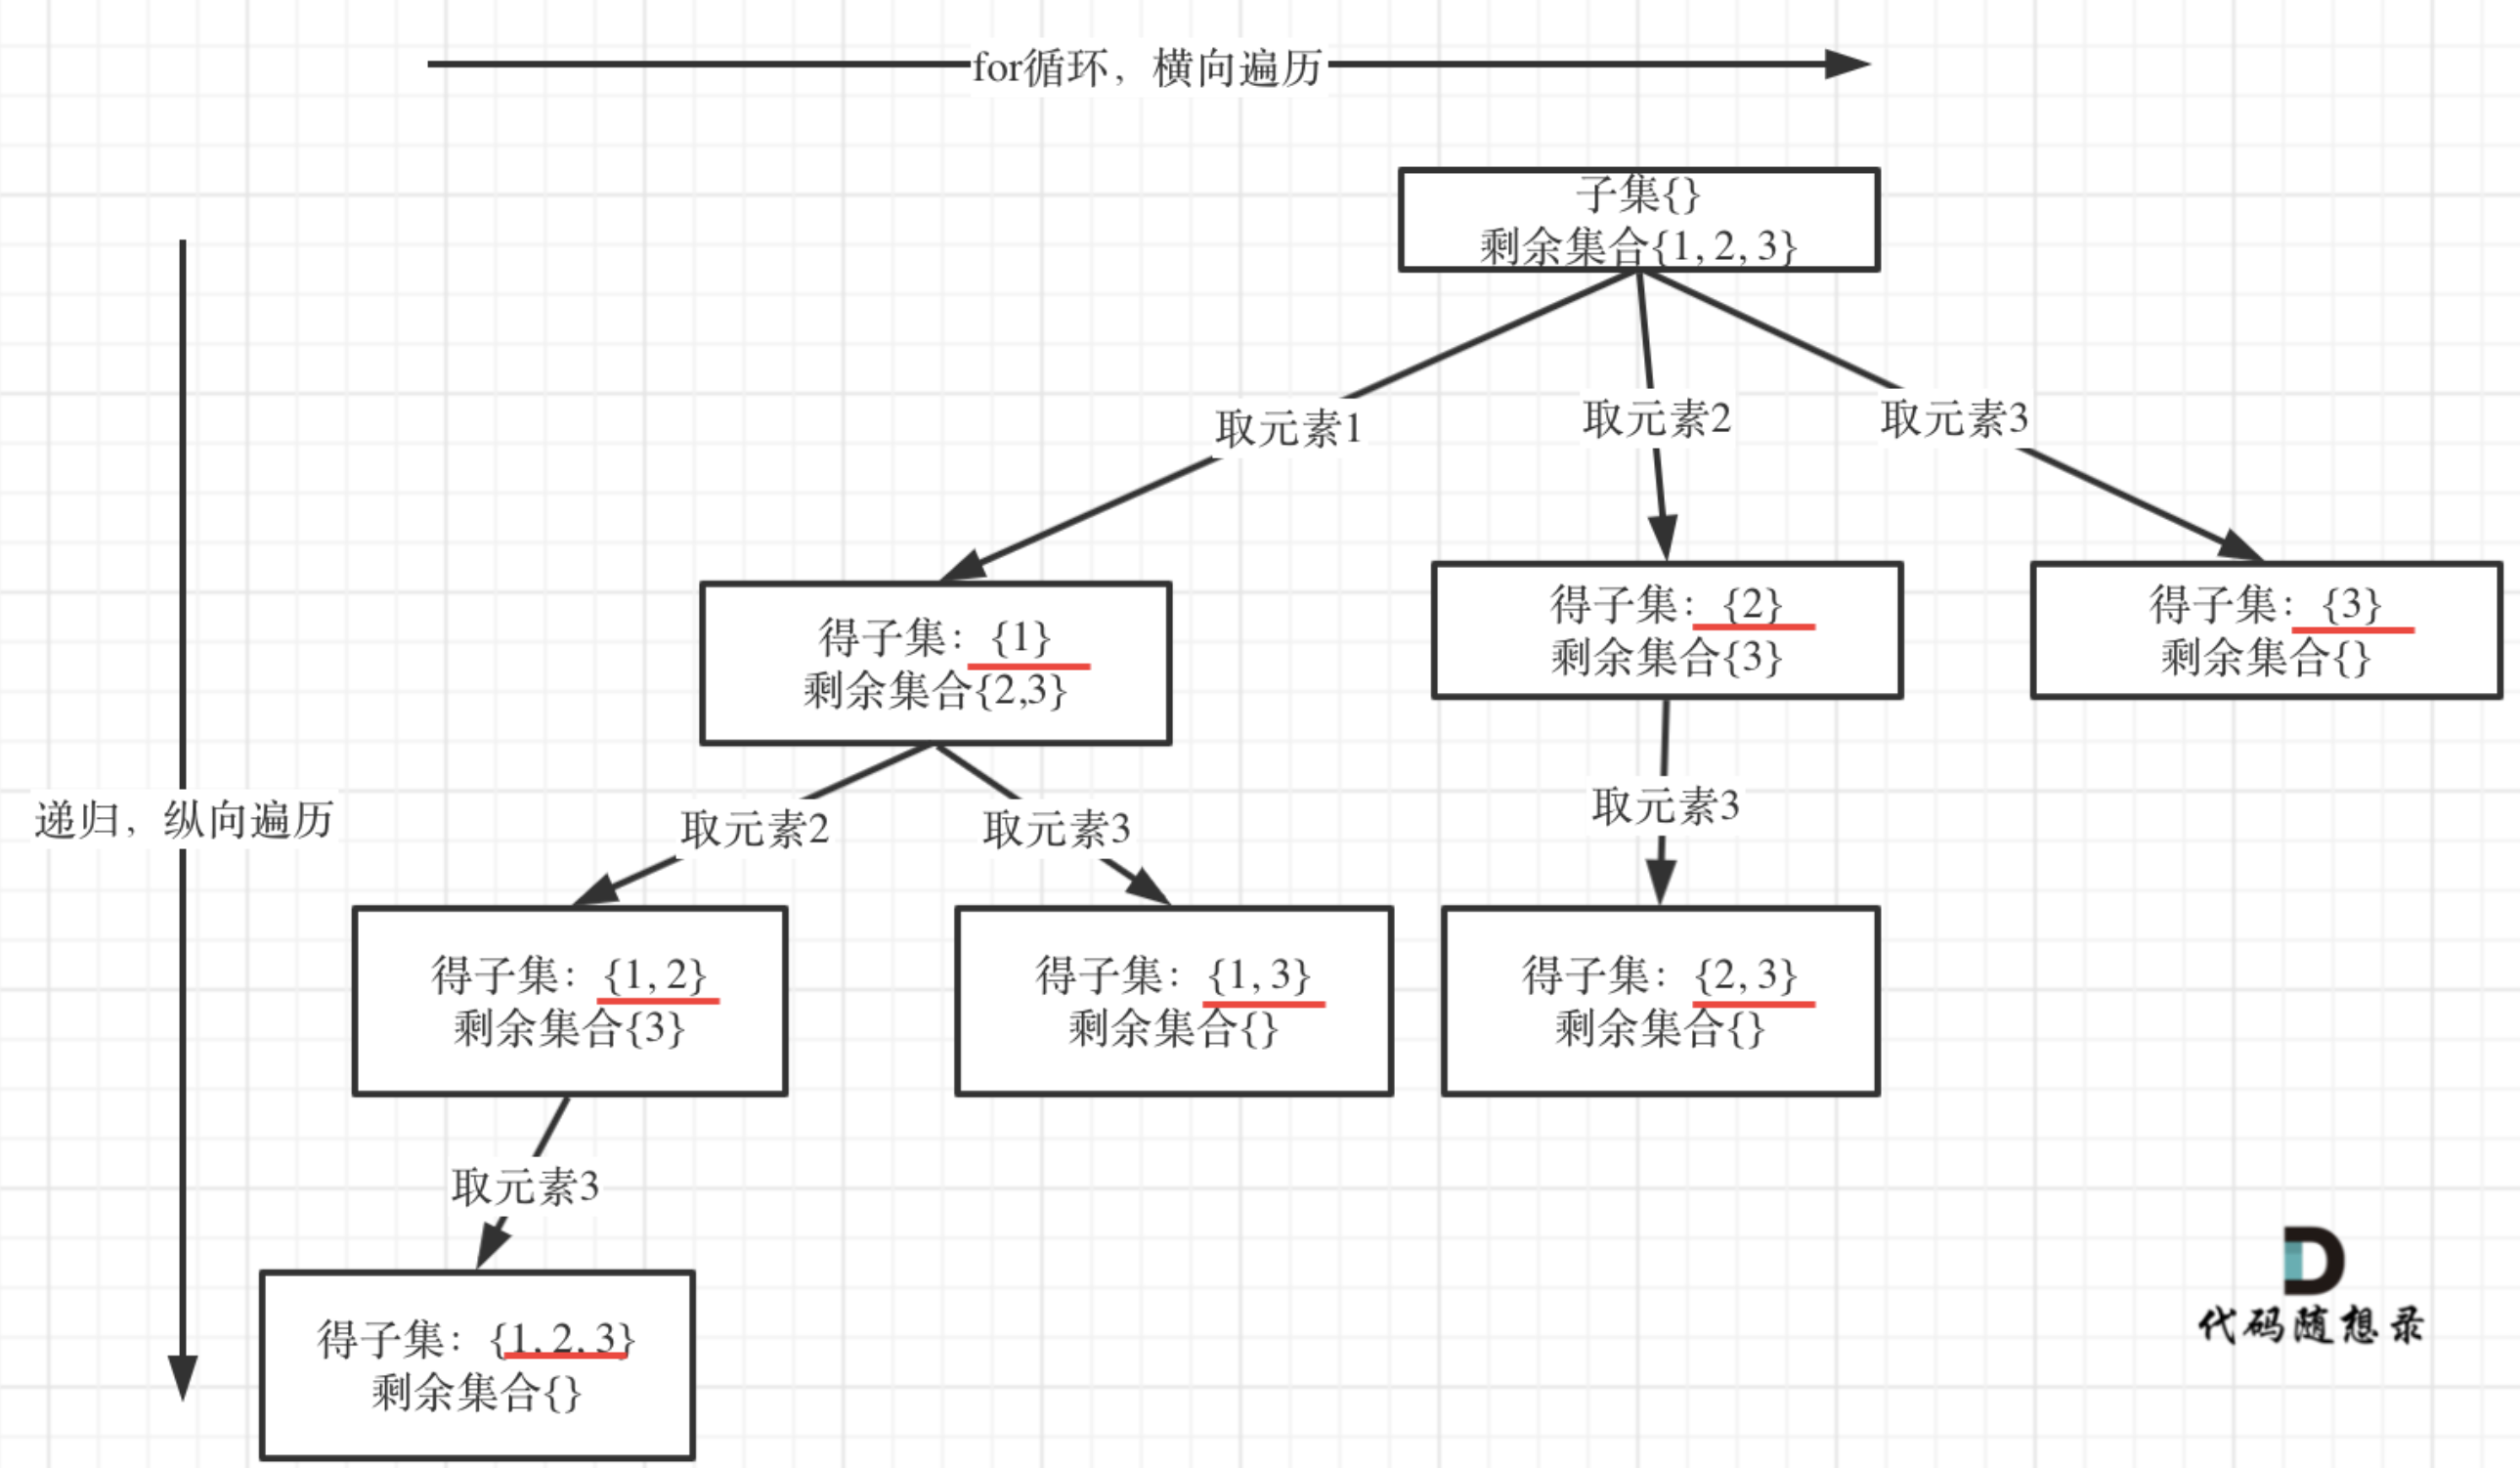 for循环，横向遍历
子集{}
剩余集合{1, 2, 3}
取元素1
取元素2
取元素3
得子集：{1}
剩余集合{2,3}
得子集：{2}
剩余集合{3}
得子集：{3}
剩余集合{}
递归，纵向遍历
取元素2
取元素3
取元素3
得子集：{1, 2}
剩余集合{3}
得子集：{1, 3}
剩余集合{}
得子集：{2, 3}
剩余集合{}
取元素3
得子集：{1, 2, 3}
剩余集合{}
代码随想录